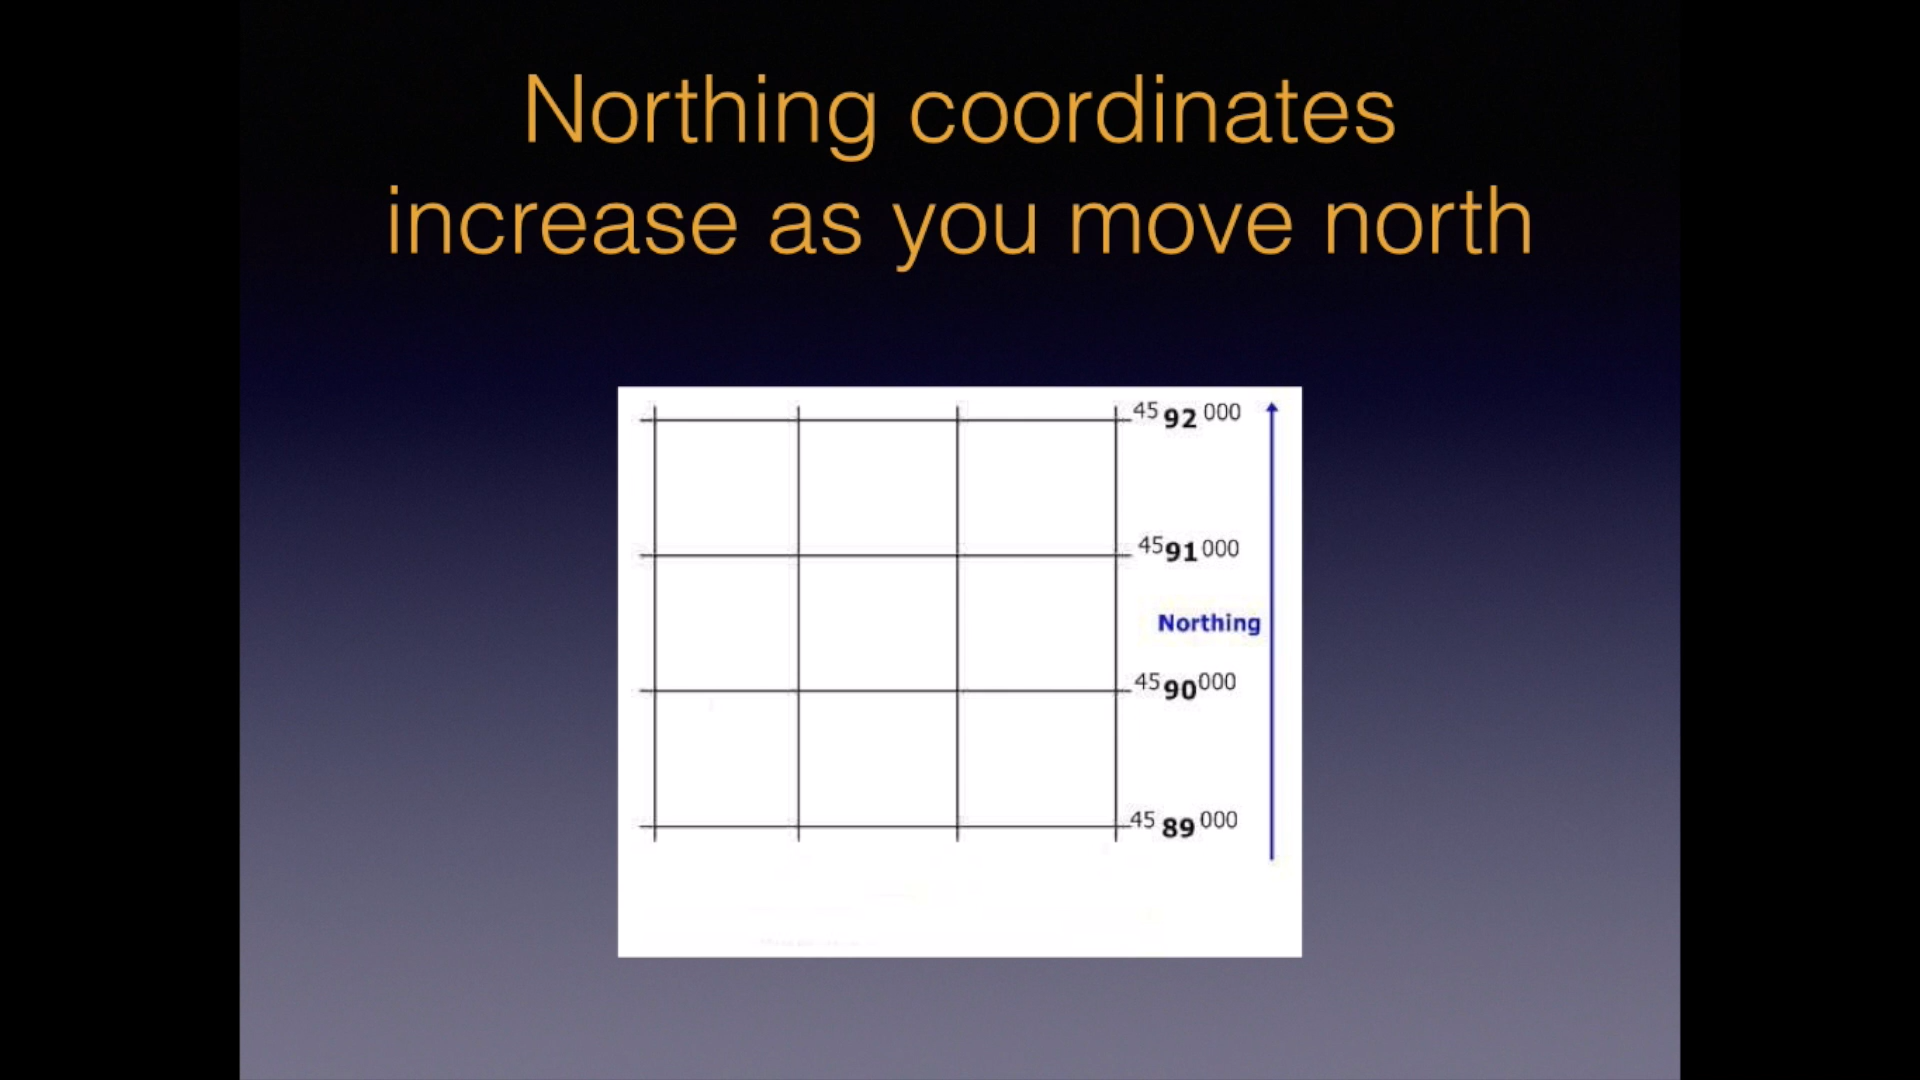 Northing coordinates
increase as you move north
45 92 000
45 91 000
Northing
45 90 000
45 89 000